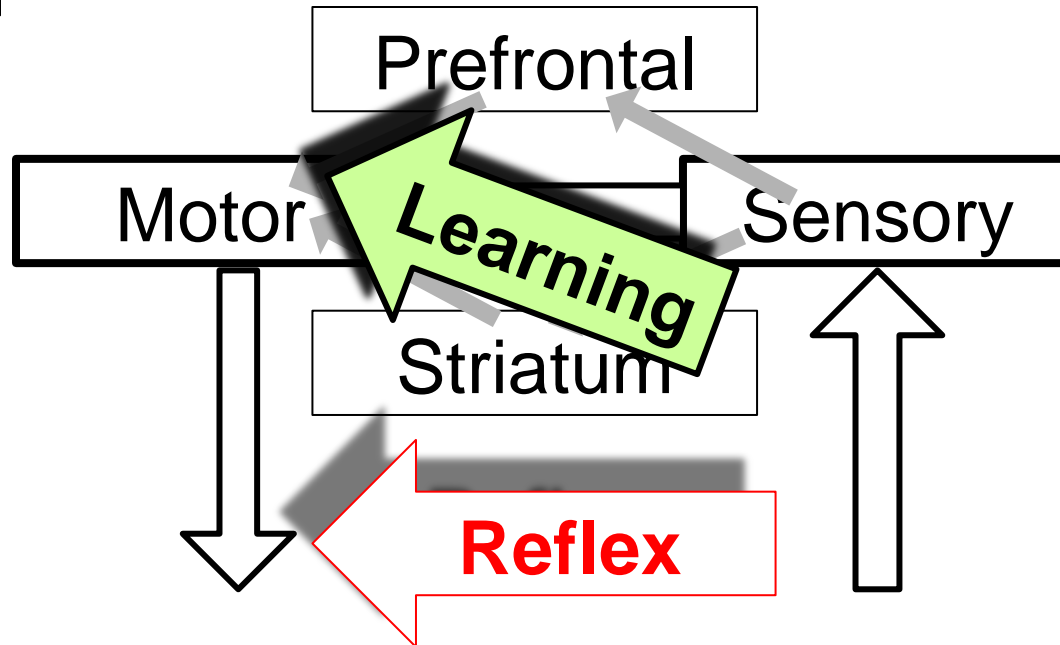 Prefrontal
Motor
Sensory
Learning
Striatum
Reflex